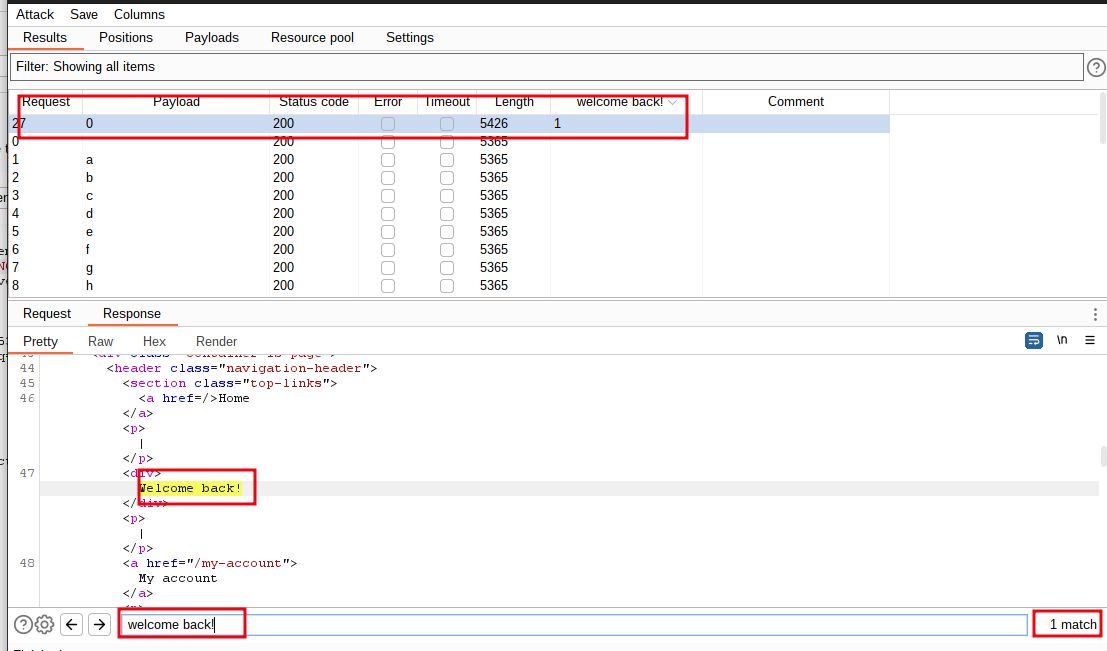 Attack Save Columns
Results Positions Payloads Resource pool Settings
Filter: Showing all items
Request Payload Status code Error Timeout Length welcome back! Comment
27 0 200 5426 1
0 200 5365
1 a 200 5365
2 b 200 5365
3 c 200 5365
4 d 200 5365
5 e 200 5365
6 f 200 5365
7 g 200 5365
8 h 200 5365
Request Response
Pretty Raw Hex Render \n
44 <header class="navigation-header">
45 <section class="top-links">
46 <a href=/>Home
</a>
<p>
|
</p>
47 <div>
Welcome back!
</div>
<p>
|
</p>
48 <a href="/my-account">
My account
</a>
welcome back! 1 match